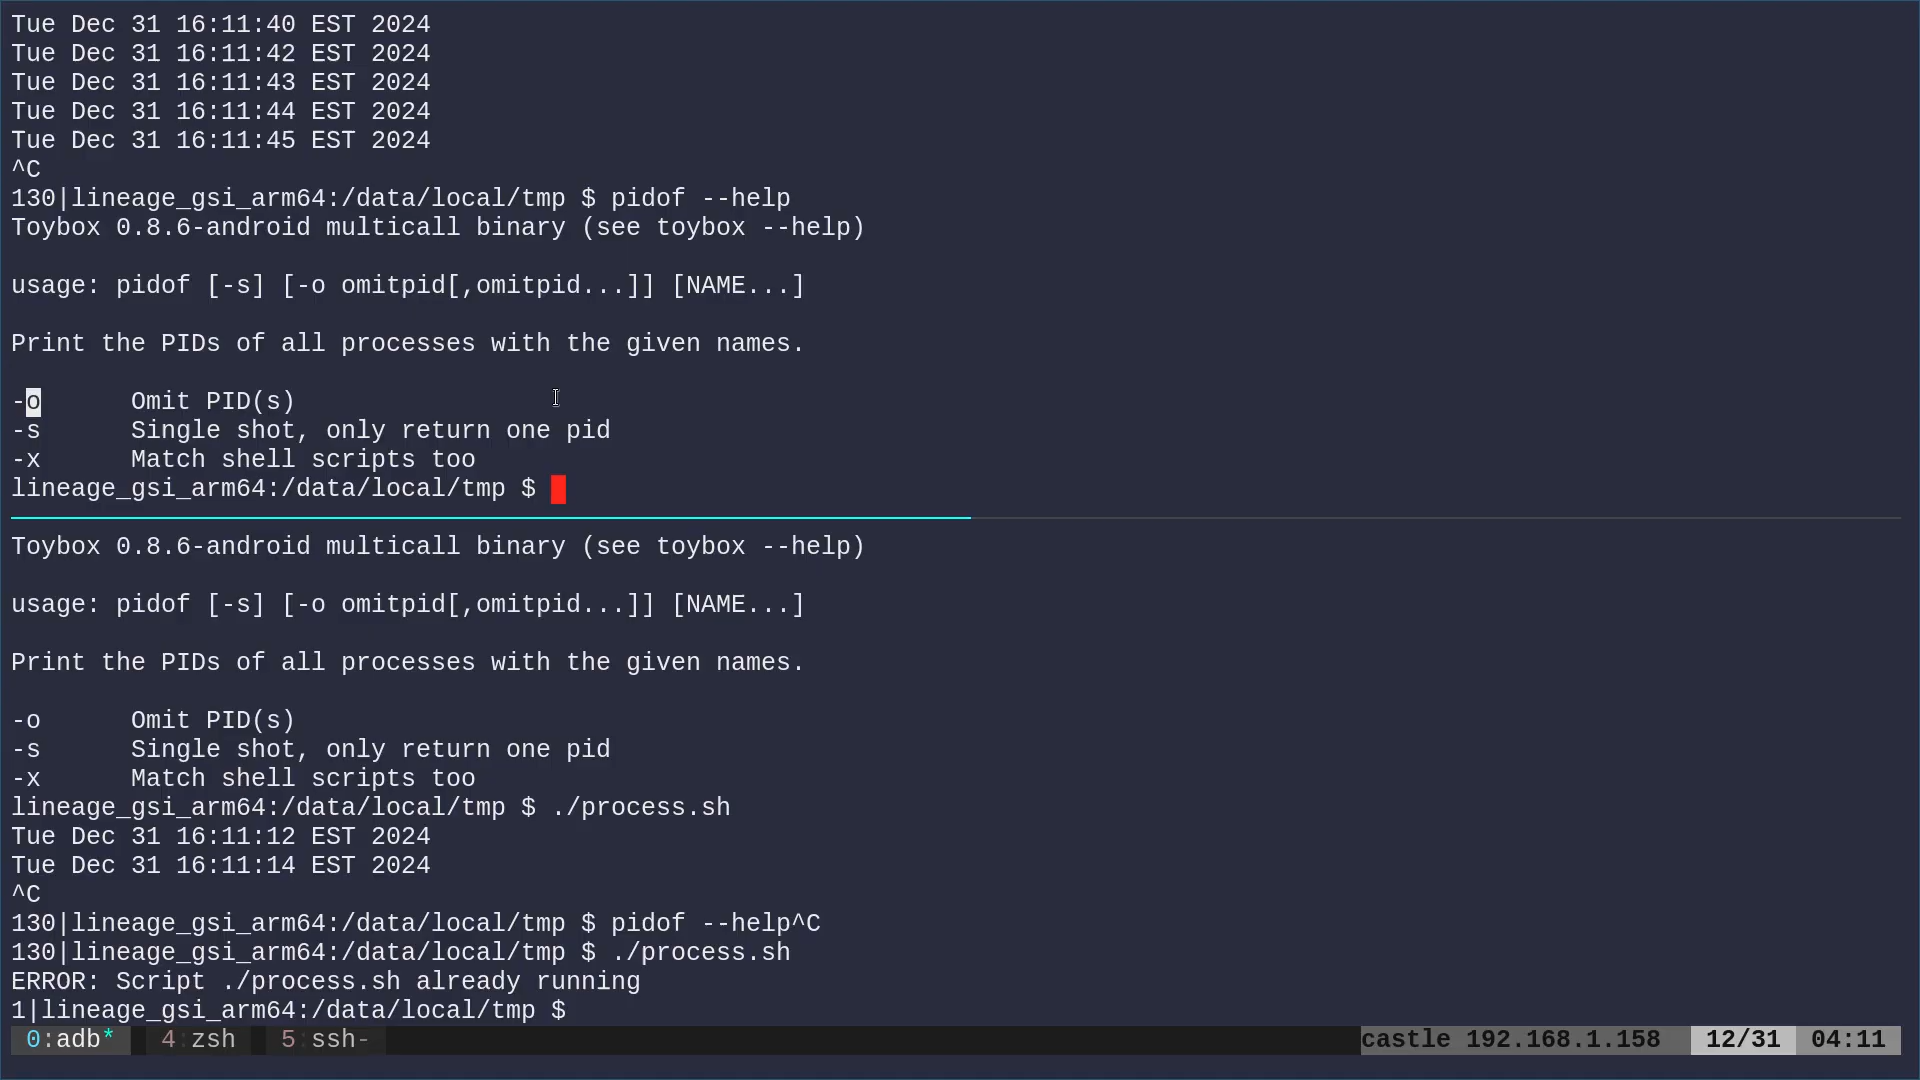 Tue Dec 31 16:11:40 EST 2024
Tue Dec 31 16:11:42 EST 2024
Tue Dec 31 16:11:43 EST 2024
Tue Dec 31 16:11:44 EST 2024
Tue Dec 31 16:11:45 EST 2024
^C
130|lineage_gsi_arm64:/data/local/tmp $ pidof --help
Toybox 0.8.6-android multicall binary (see toybox --help)
usage: pidof [-s] [-o omitpid[,omitpid...]] [NAME...]
Print the PIDs of all processes with the given names.
-o      Omit PID(s)
-s      Single shot, only return one pid
-x      Match shell scripts too
lineage_gsi_arm64:/data/local/tmp $
Toybox 0.8.6-android multicall binary (see toybox --help)
usage: pidof [-s] [-o omitpid[,omitpid...]] [NAME...]
Print the PIDs of all processes with the given names.
-o      Omit PID(s)
-s      Single shot, only return one pid
-x      Match shell scripts too
lineage_gsi_arm64:/data/local/tmp $ ./process.sh
Tue Dec 31 16:11:12 EST 2024
Tue Dec 31 16:11:14 EST 2024
^C
130|lineage_gsi_arm64:/data/local/tmp $ pidof --help^C
130|lineage_gsi_arm64:/data/local/tmp $ ./process.sh
ERROR: Script ./process.sh already running
1|lineage_gsi_arm64:/data/local/tmp $
0:adb* 4:zsh 5:ssh- castle 192.168.1.158 12/31 04:11